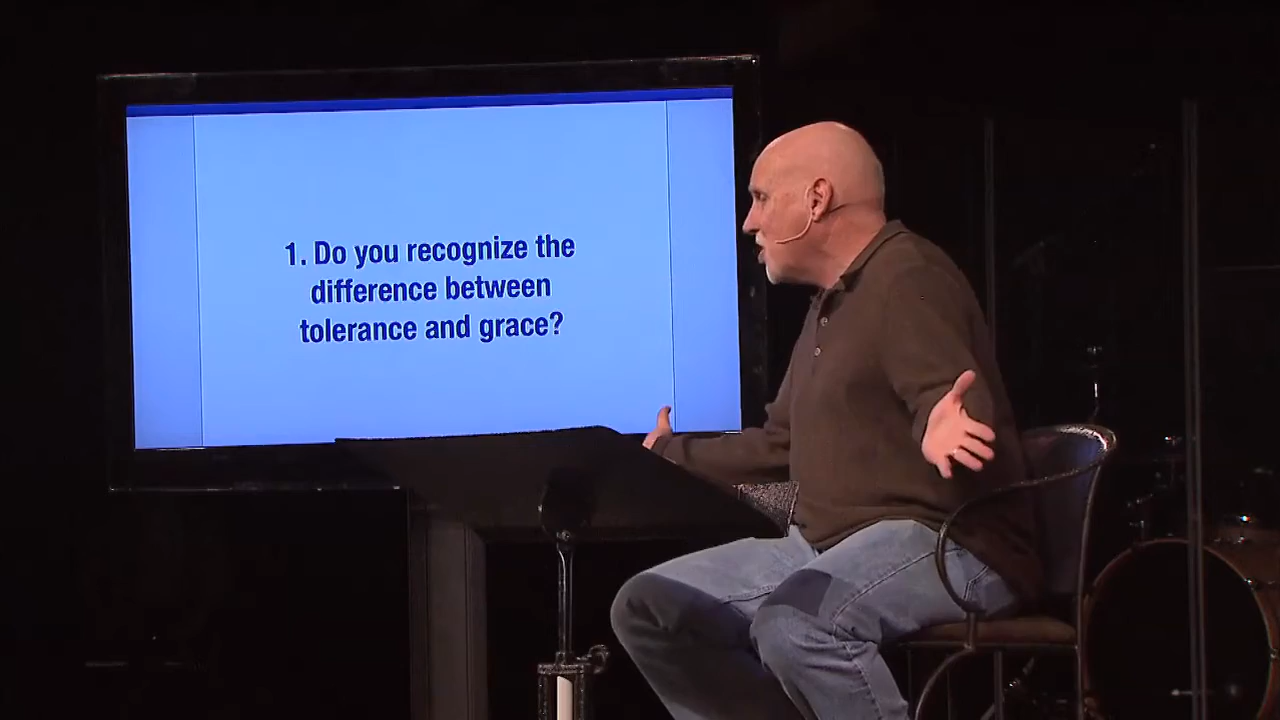 1. Do you recognize the
difference between
tolerance and grace?